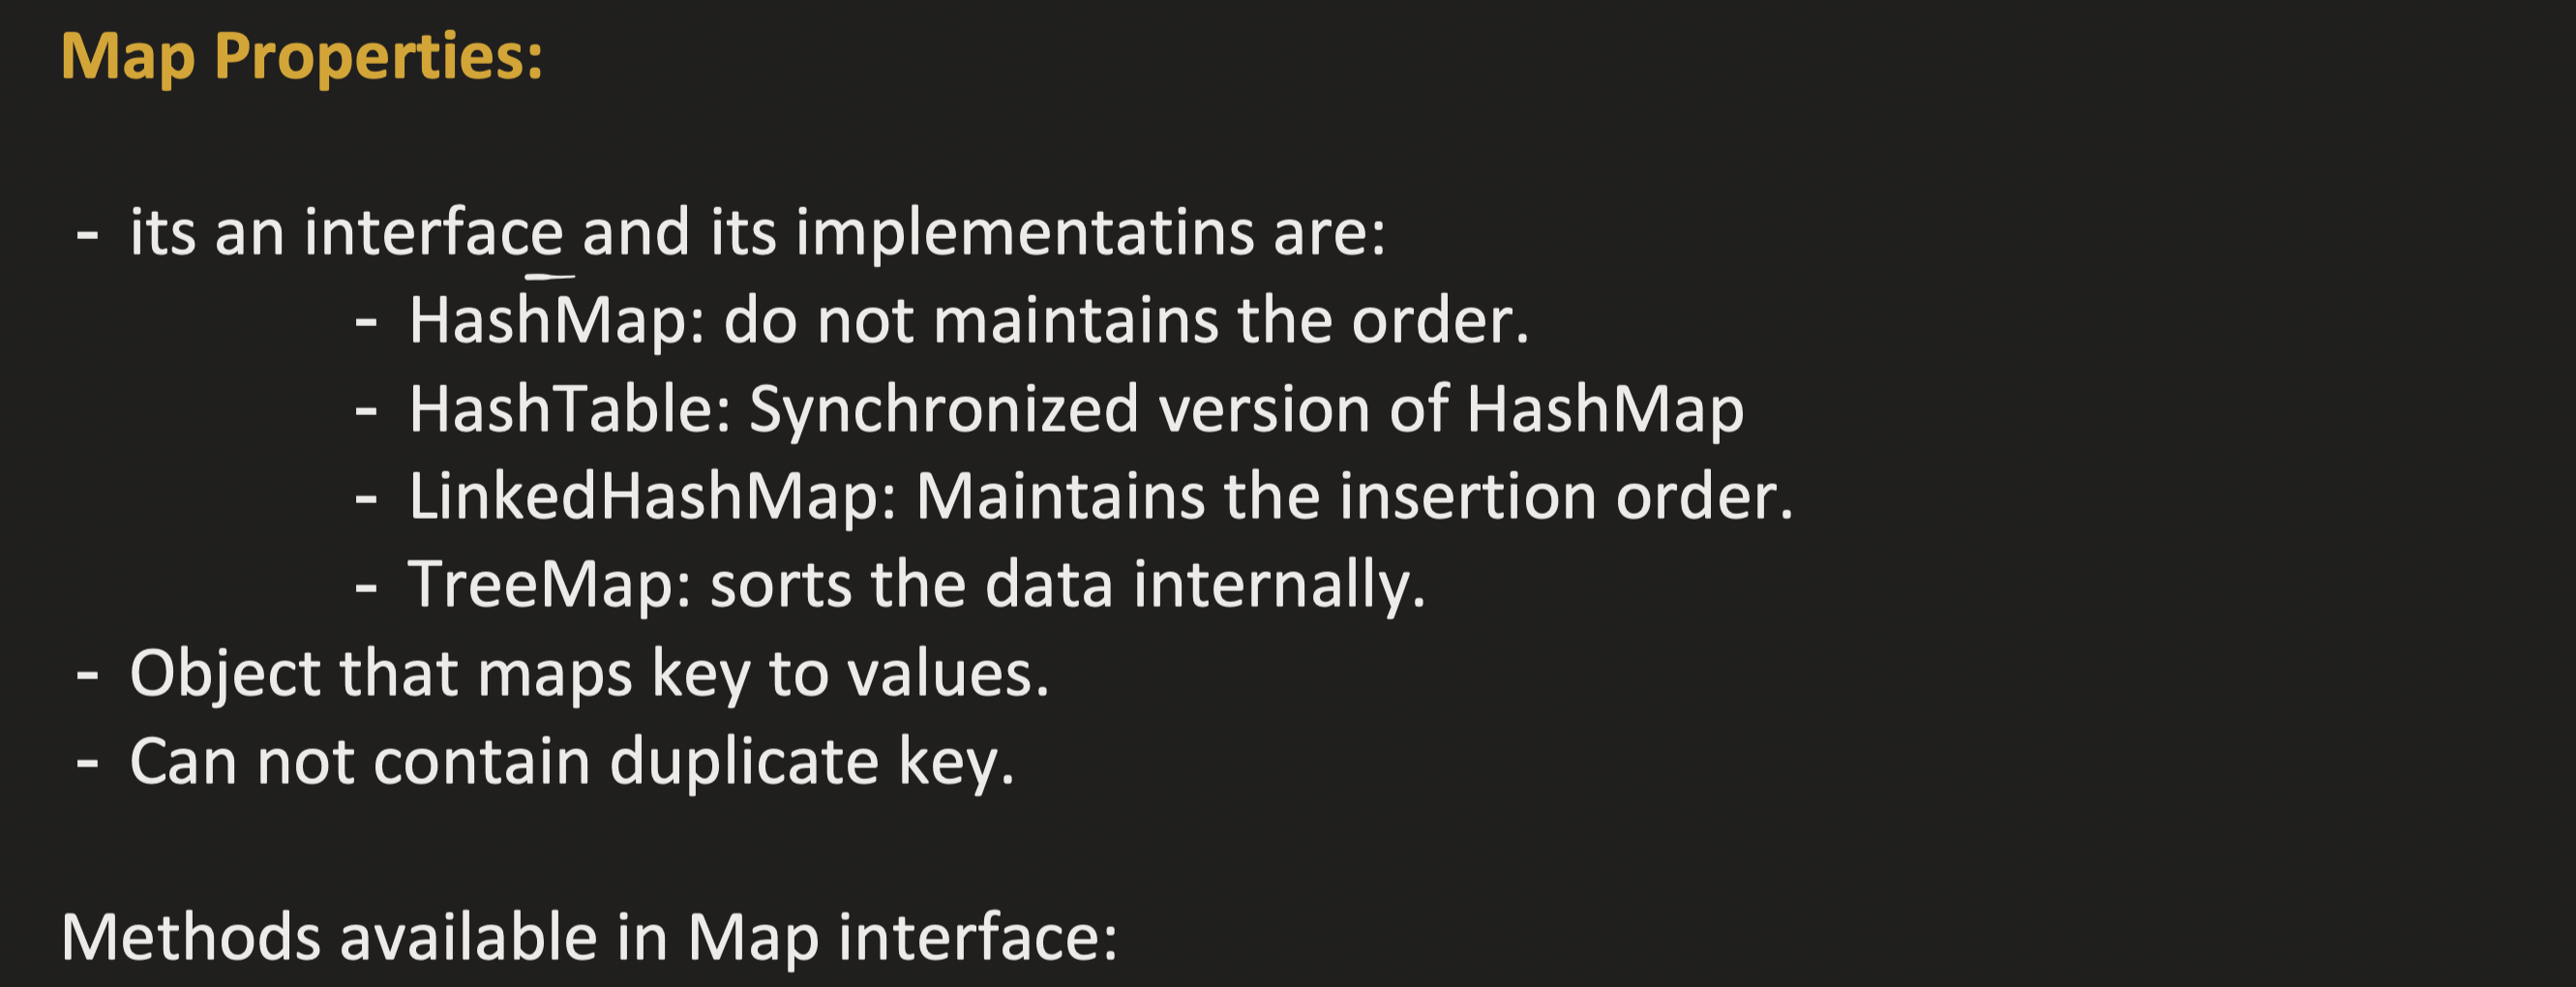 Map Properties:
- its an interface and its implementatins are:
- HashMap: do not maintains the order.
- HashTable: Synchronized version of HashMap
- LinkedHashMap: Maintains the insertion order.
- TreeMap: sorts the data internally.
- Object that maps key to values.
- Can not contain duplicate key.
Methods available in Map interface: